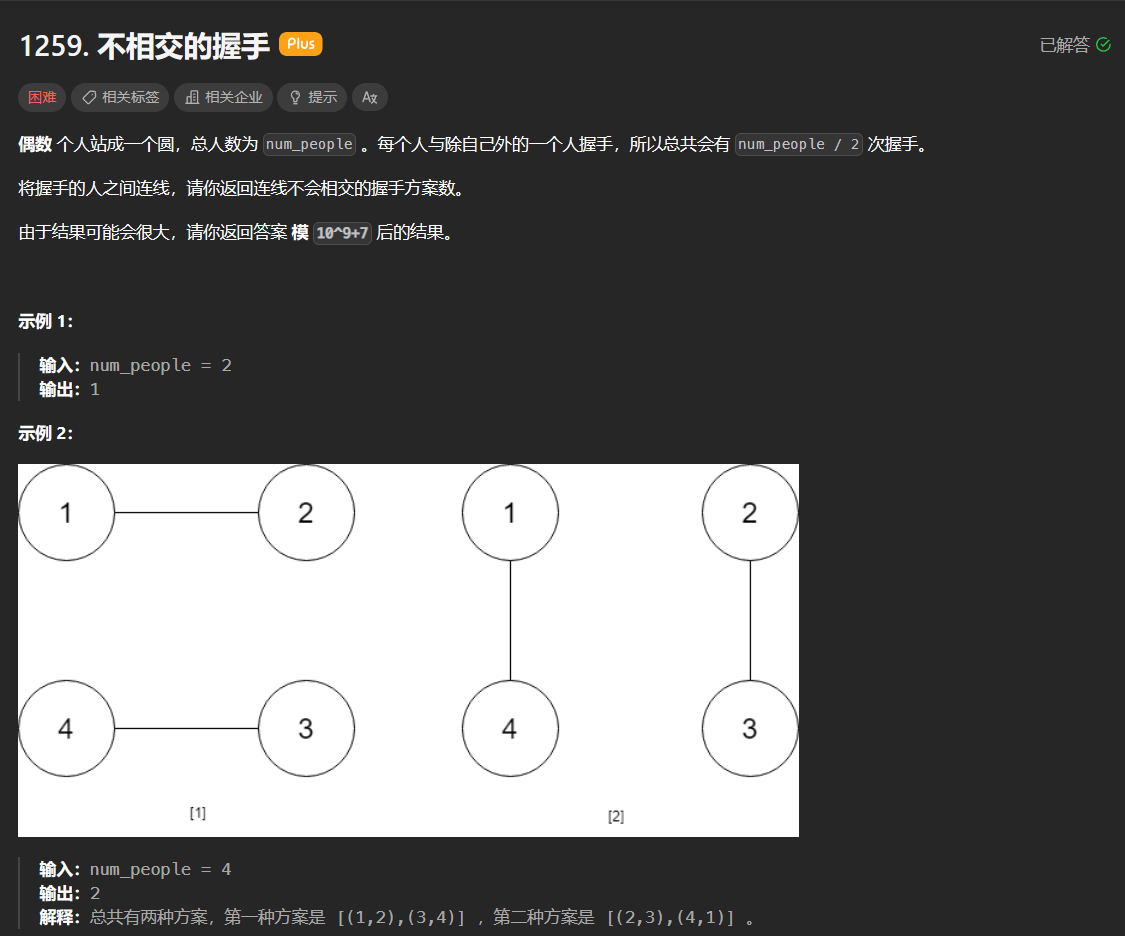 1259. 不相交的握手 Plus 已解答
困难 相关标签 相关企业 提示 Aあ
偶数 个人站成一个圆，总人数为 num_people 。每个人与除自己外的一个人握手，所以总共会有 num_people / 2 次握手。
将握手的人之间连线，请你返回连线不会相交的握手方案数。
由于结果可能会很大，请你返回答案 模 10^9+7 后的结果。
示例 1：
输入：num_people = 2
输出：1
示例 2：
1 2 1 2
4 3 4 3
[1] [2]
输入：num_people = 4
输出：2
解释：总共有两种方案，第一种方案是 [(1,2),(3,4)] ，第二种方案是 [(2,3),(4,1)] 。